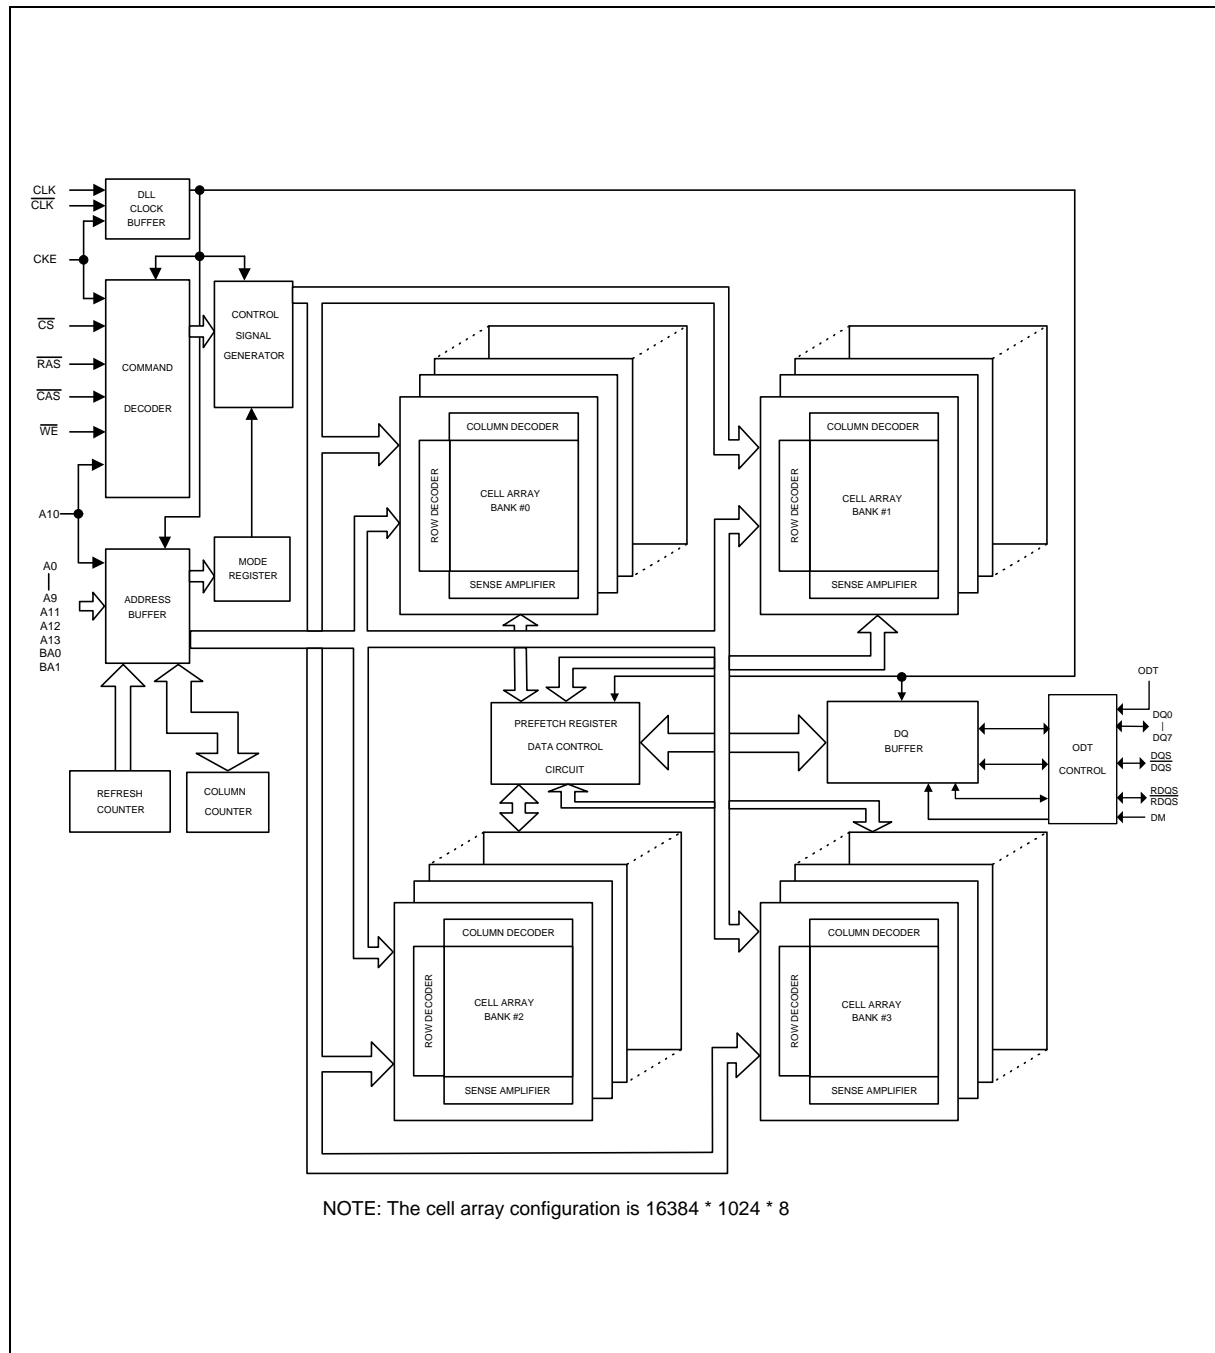 CLK
CLK
CKE
CS
RAS
CAS
WE
A10
A0
A9
A11
A12
A13
BA0
BA1
DLL
CLOCK
BUFFER
COMMAND
DECODER
CONTROL
SIGNAL
GENERATOR
ADDRESS
BUFFER
MODE
REGISTER
REFRESH
COUNTER
COLUMN
COUNTER
COLUMN DECODER
ROW DECODER
CELL ARRAY
BANK #0
SENSE AMPLIFIER
COLUMN DECODER
ROW DECODER
CELL ARRAY
BANK #1
SENSE AMPLIFIER
PREFETCH REGISTER
DATA CONTROL
CIRCUIT
DQ
BUFFER
ODT
CONTROL
ODT
DQ0
|
DQ7
DQS
DQS
RDQS
RDQS
DM
COLUMN DECODER
ROW DECODER
CELL ARRAY
BANK #2
SENSE AMPLIFIER
COLUMN DECODER
ROW DECODER
CELL ARRAY
BANK #3
SENSE AMPLIFIER
NOTE: The cell array configuration is 16384 * 1024 * 8